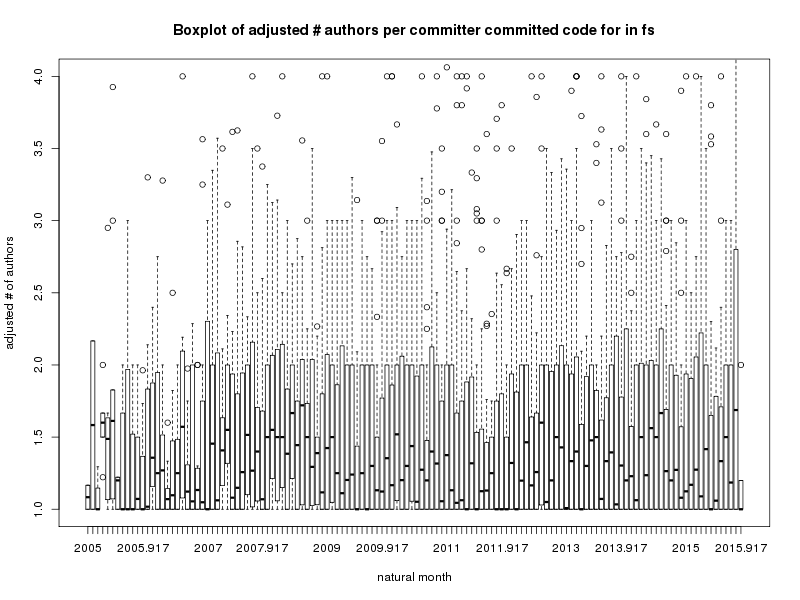 Boxplot of adjusted # authors per committer committed code for in fs
adjusted # of authors
4.0
3.5
3.0
2.5
2.0
1.5
1.0
2005 2005.917 2007 2007.917 2009 2009.917 2011 2011.917 2013 2013.917 2015 2015.917
natural month